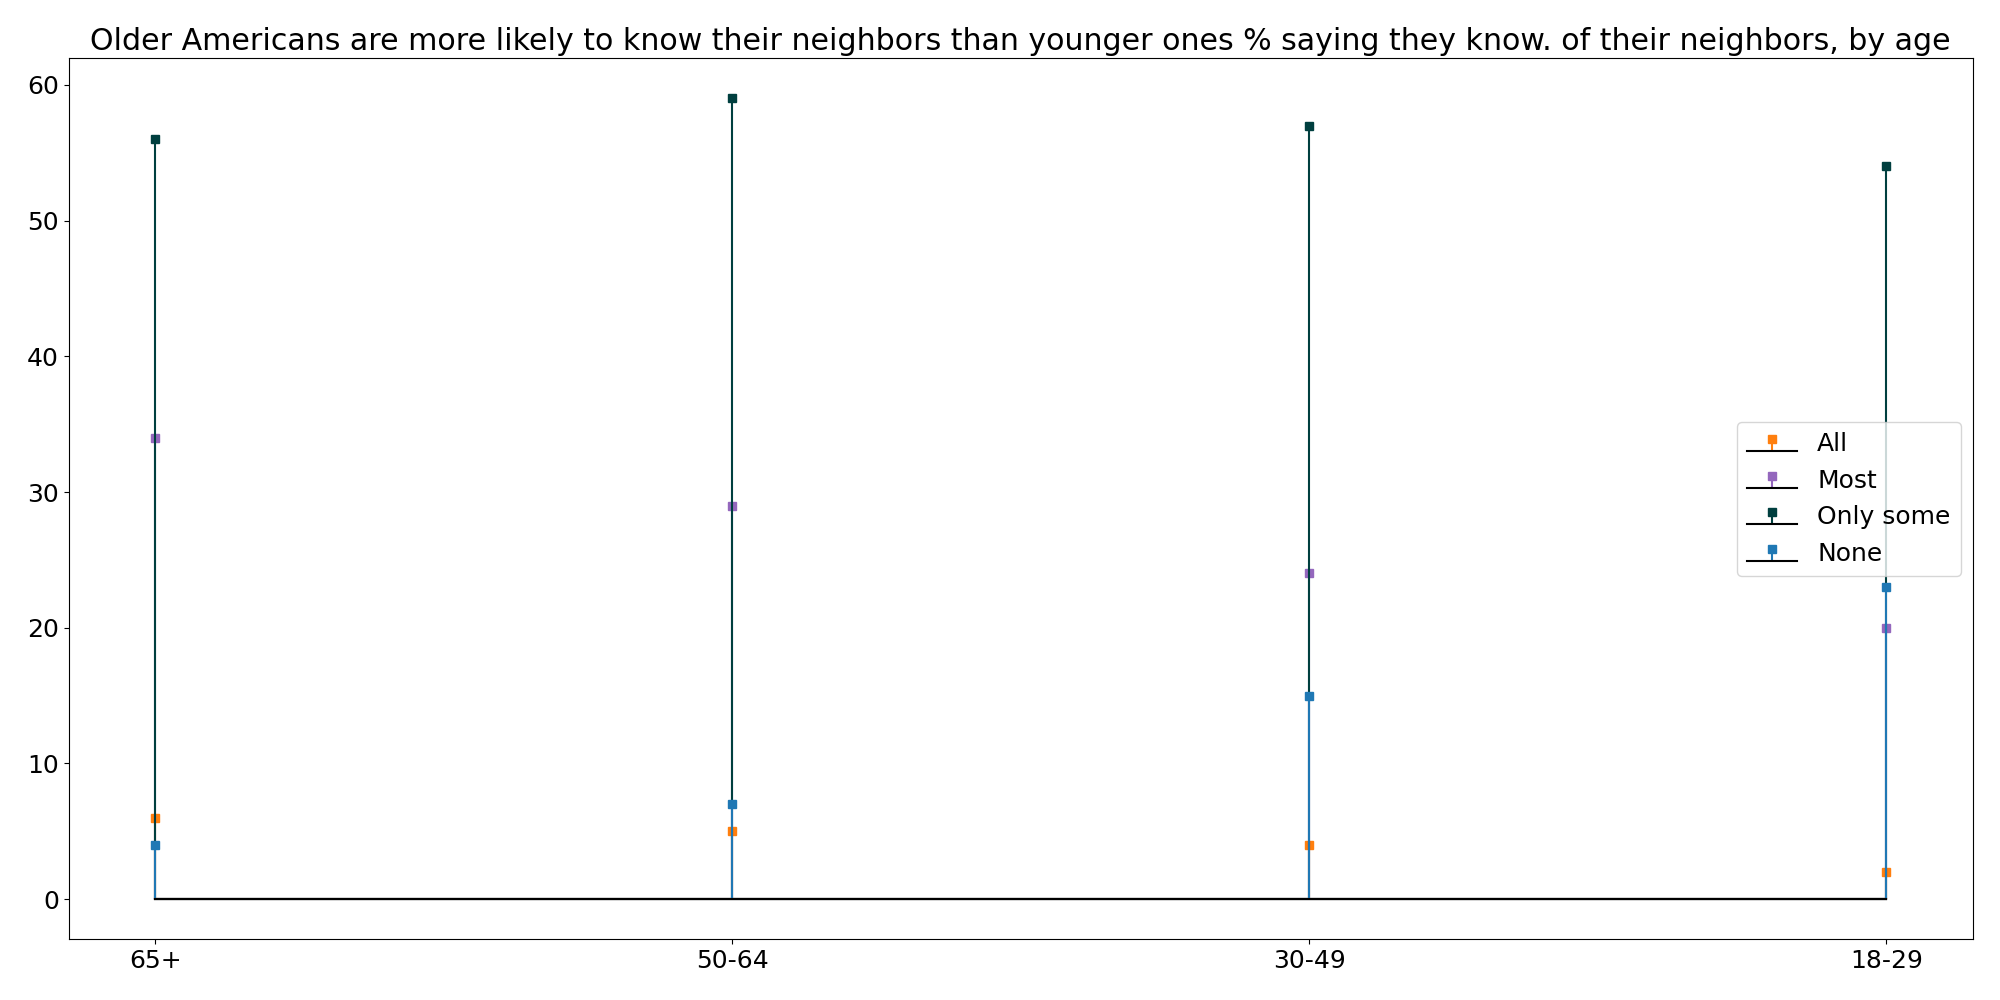 Older Americans are more likely to know their neighbors than younger ones % saying they know. of their neighbors, by age
60
50
40
30
20
10
0
All
Most
Only some
None
65+ 50-64 30-49 18-29